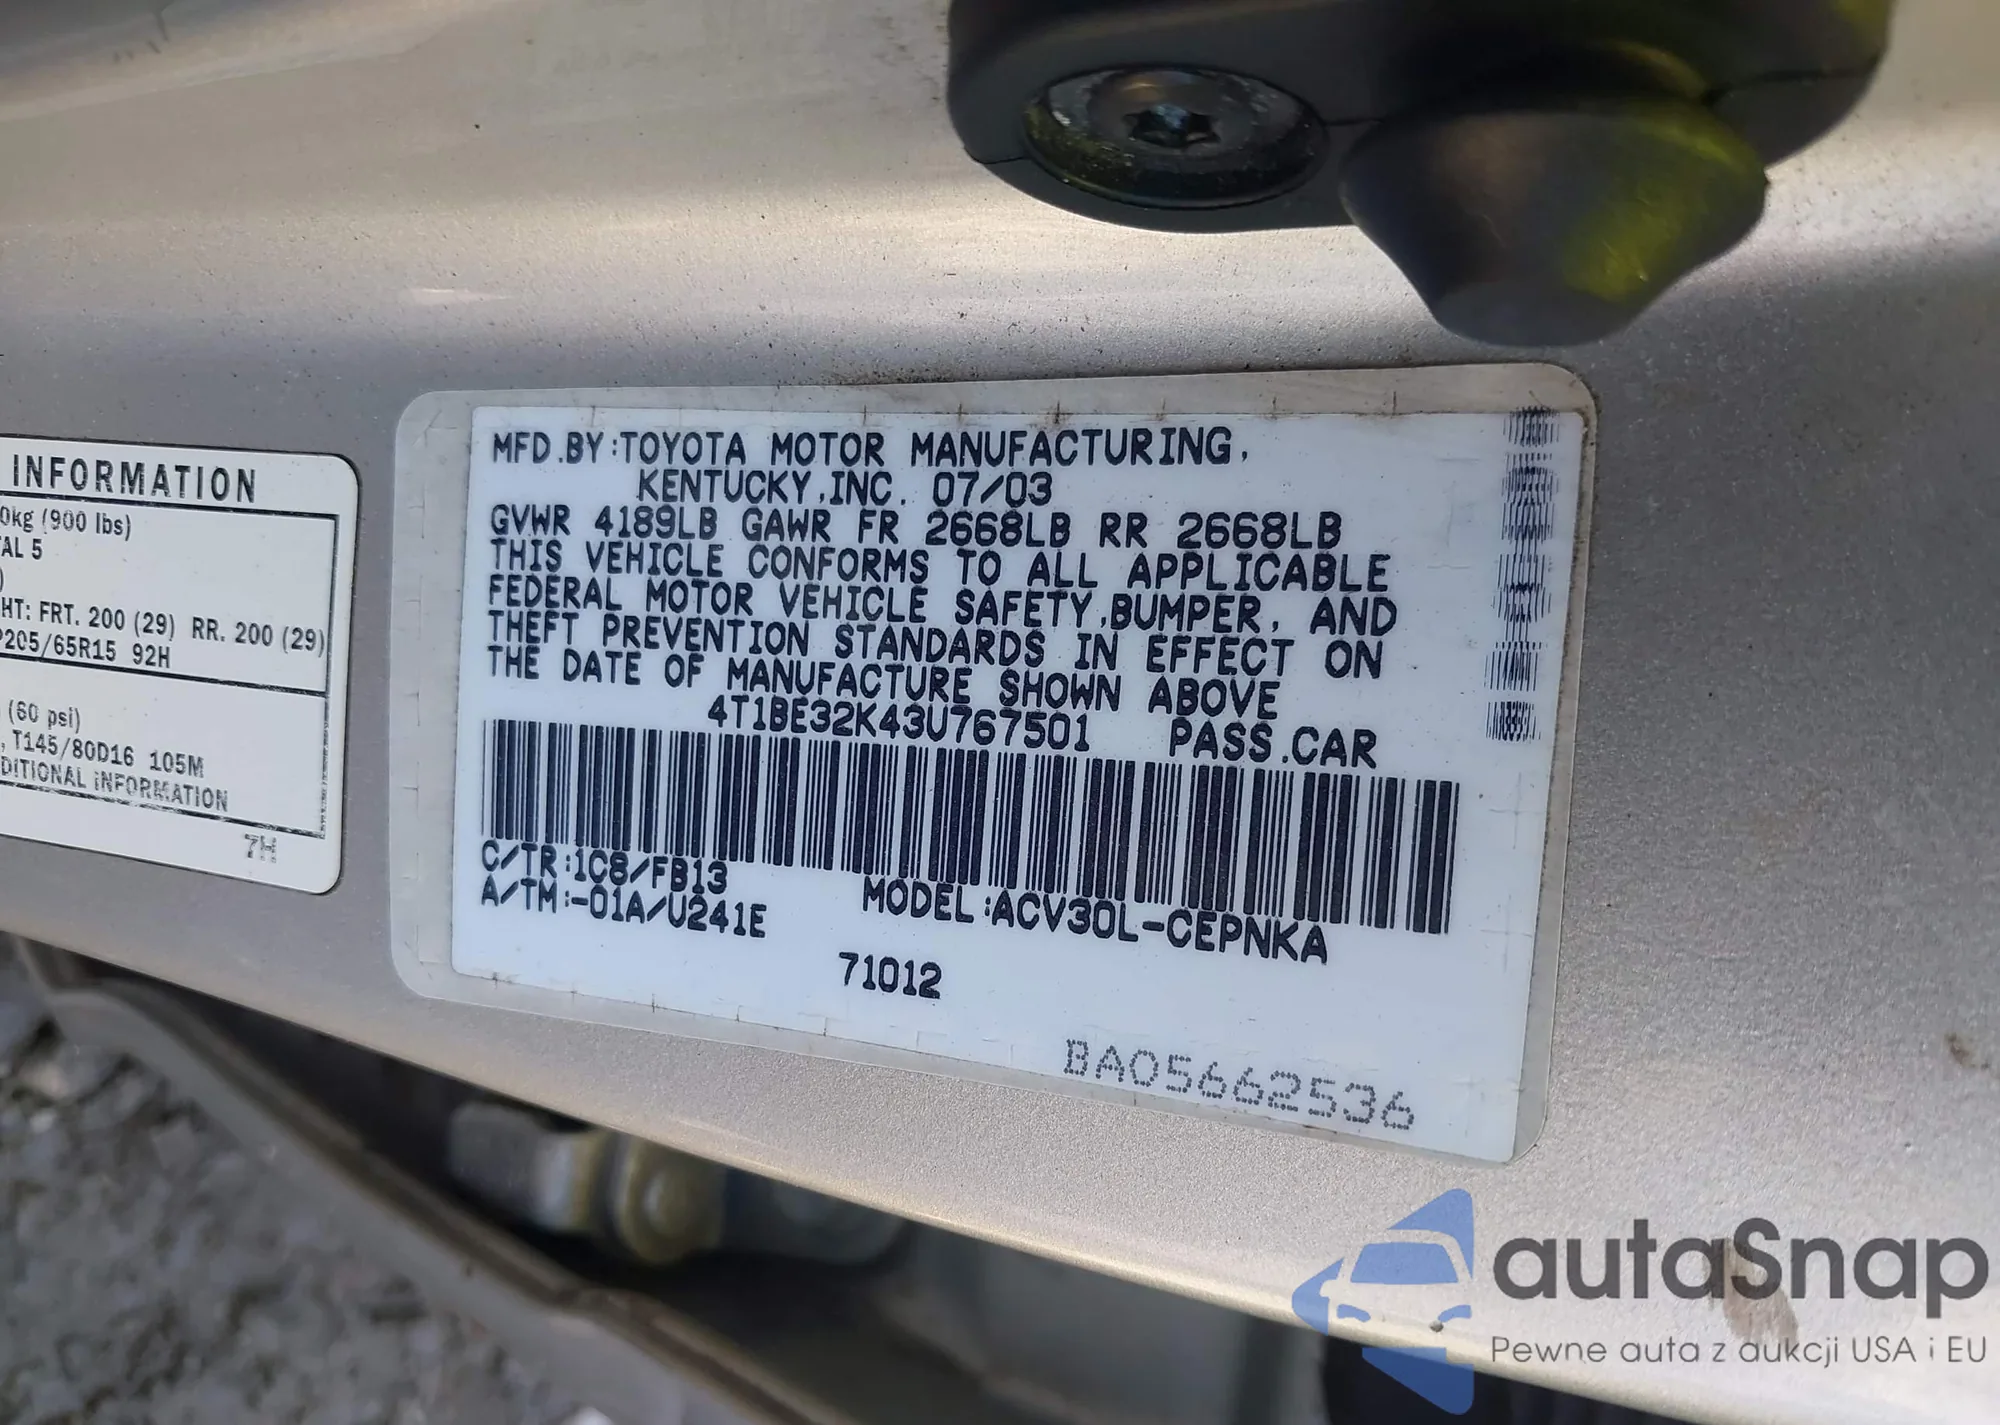 INFORMATION
0kg (900 lbs)
AL 5
)
HT: FRT. 200 (29) RR. 200 (29)
P205/65R15 92H
(60 psi)
, T145/80D16 105M
DITIONAL INFORMATION
7H
MFD.BY:TOYOTA MOTOR MANUFACTURING,
KENTUCKY,INC. 07/03
GVWR 4189LB GAWR FR 2668LB RR 2668LB
THIS VEHICLE CONFORMS TO ALL APPLICABLE
FEDERAL MOTOR VEHICLE SAFETY,BUMPER, AND
THEFT PREVENTION STANDARDS IN EFFECT ON
THE DATE OF MANUFACTURE SHOWN ABOVE
4T1BE32K43U767501 PASS.CAR
C/TR:1C8/FB13
A/TM:-01A/U241E MODEL:ACV30L-CEPNKA
71012
BA05662536
autaSnap
Pewne auta z aukcji USA i EU